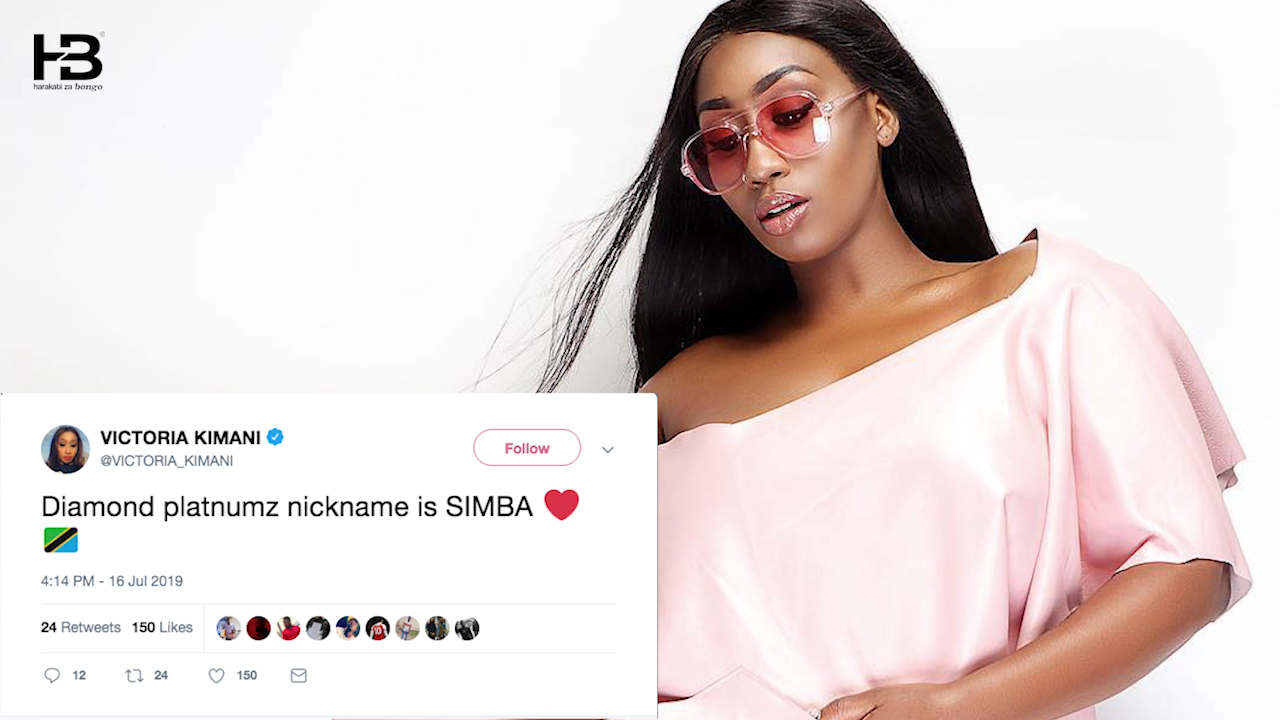 HB
harakati za bongo
VICTORIA KIMANI
@VICTORIA_KIMANI
Follow
Diamond platnumz nickname is SIMBA ❤️
🇹🇿
4:14 PM - 16 Jul 2019
24 Retweets 150 Likes
12 24 150